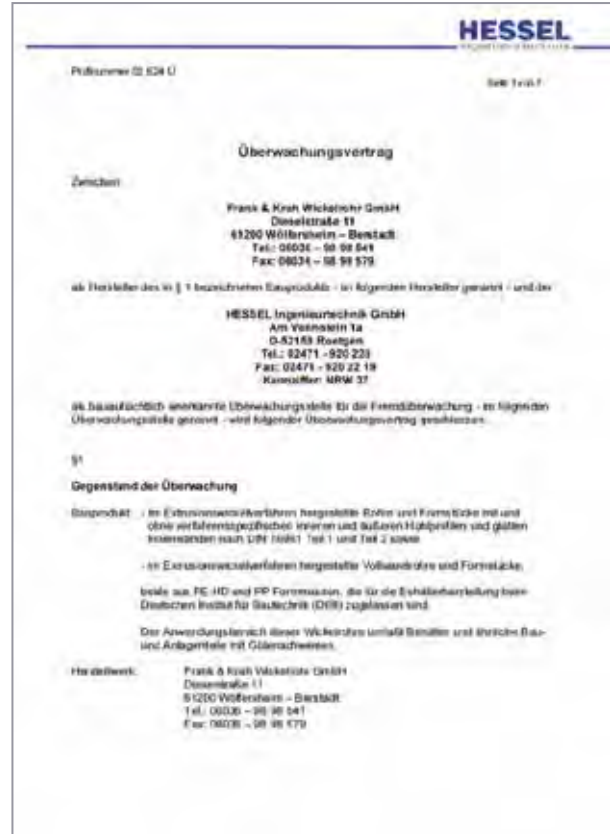 HESSEL
Prüfnummer 02 624 U
Seite 1 von 7
Überwachungsvertrag
Zwischen
Frank & Krah Wickelrohr GmbH
Dieselstraße 11
61200 Wölfersheim – Berstadt
Tel.: 06036 – 98 98 641
Fax: 06036 – 98 98 579
als Hersteller des in § 1 bezeichneten Bauprodukts - im folgenden Hersteller genannt - und der
HESSEL Ingenieurtechnik GmbH
Am Vennstein 1a
D-52159 Roetgen
Tel.: 02471 - 920 220
Fax: 02471 - 920 22 19
Kennziffer: NRW 37
als bauaufsichtlich anerkannte Überwachungsstelle für die Fremdüberwachung - im folgenden
Überwachungsstelle genannt - wird folgender Überwachungsvertrag geschlossen.
§1
Gegenstand der Überwachung
Bauprodukt: - im Extrusionswickelverfahren hergestellte Rohre und Formstücke mit und
ohne verfahrensspezifischen inneren und äußeren Hohlprofilen und glatten
Innenwänden nach DIN 16961 Teil 1 und Teil 2 sowie
- im Extrusionswickelverfahren hergestellte Vollwandrohre und Formstücke,
beide aus PE-HD und PP Formmassen, die für die Behälterherstellung beim
Deutschen Institut für Bautechnik (DIBt) zugelassen sind.
Der Anwendungsbereich dieser Wickelrohre umfaßt Behälter und ähnliche Bau-
und Anlagenteile mit Gütenachweisen.
Herstellwerk: Frank & Krah Wickelrohr GmbH
Dieselstraße 11
61200 Wölfersheim – Berstadt
Tel.: 06036 – 98 98 641
Fax: 06036 – 98 98 579